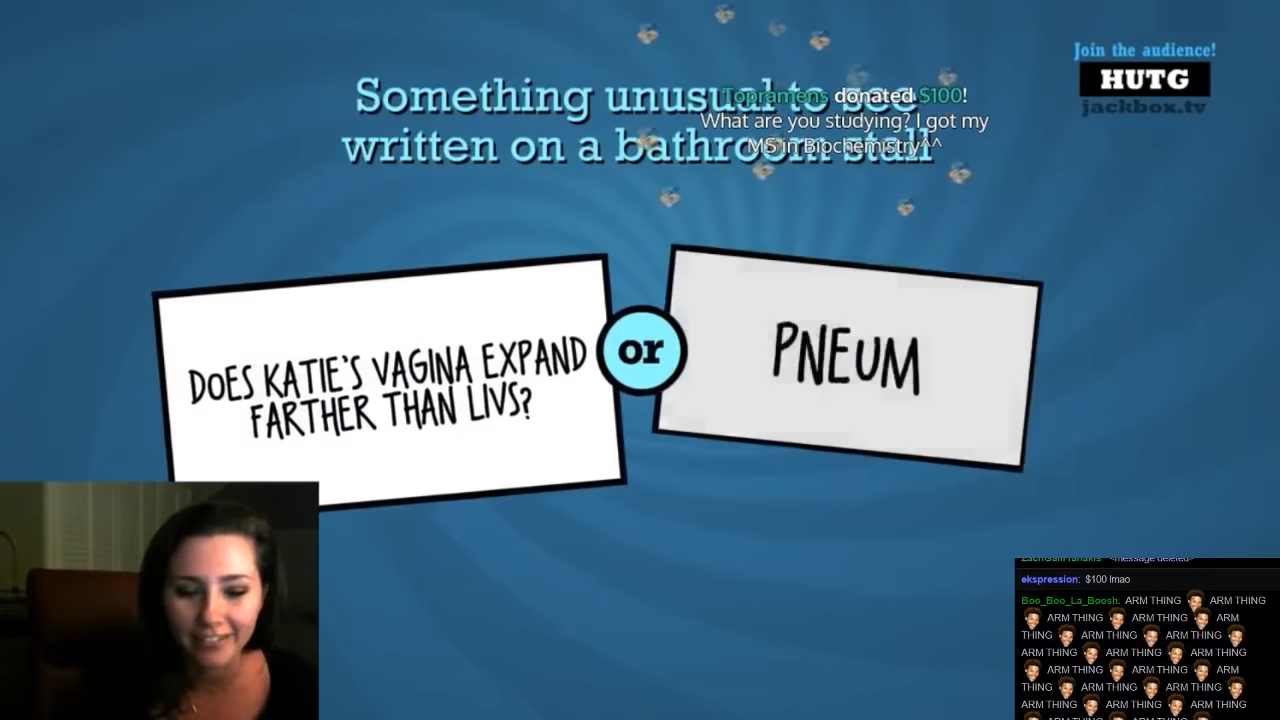 Join the audience!
HUTG
jackbox.tv
Something unusual to see
written on a bathroom stall
Topramens donated $100!
What are you studying? I got my
MS in Biochemistry^^
DOES KATIE'S VAGINA EXPAND
FARTHER THAN LIVS?
or
PNEUM
<message deleted>
ekspression: $100 lmao
Boo_Boo_La_Boosh: ARM THING ARM THING
ARM THING ARM THING ARM
THING ARM THING ARM THING
ARM THING ARM THING ARM THING
ARM THING ARM THING ARM
THING ARM THING ARM THING
ARM THING ARM THING ARM THING